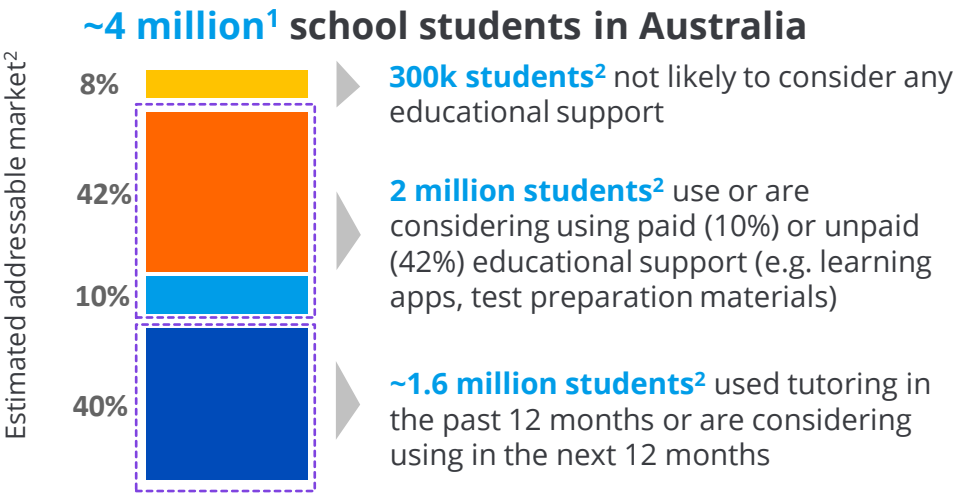 ~4 million¹ school students in Australia
Estimated addressable market²
8%
300k students² not likely to consider any
educational support
42%
2 million students² use or are
considering using paid (10%) or unpaid
(42%) educational support (e.g. learning
apps, test preparation materials)
10%
40%
~1.6 million students² used tutoring in
the past 12 months or are considering
using in the next 12 months